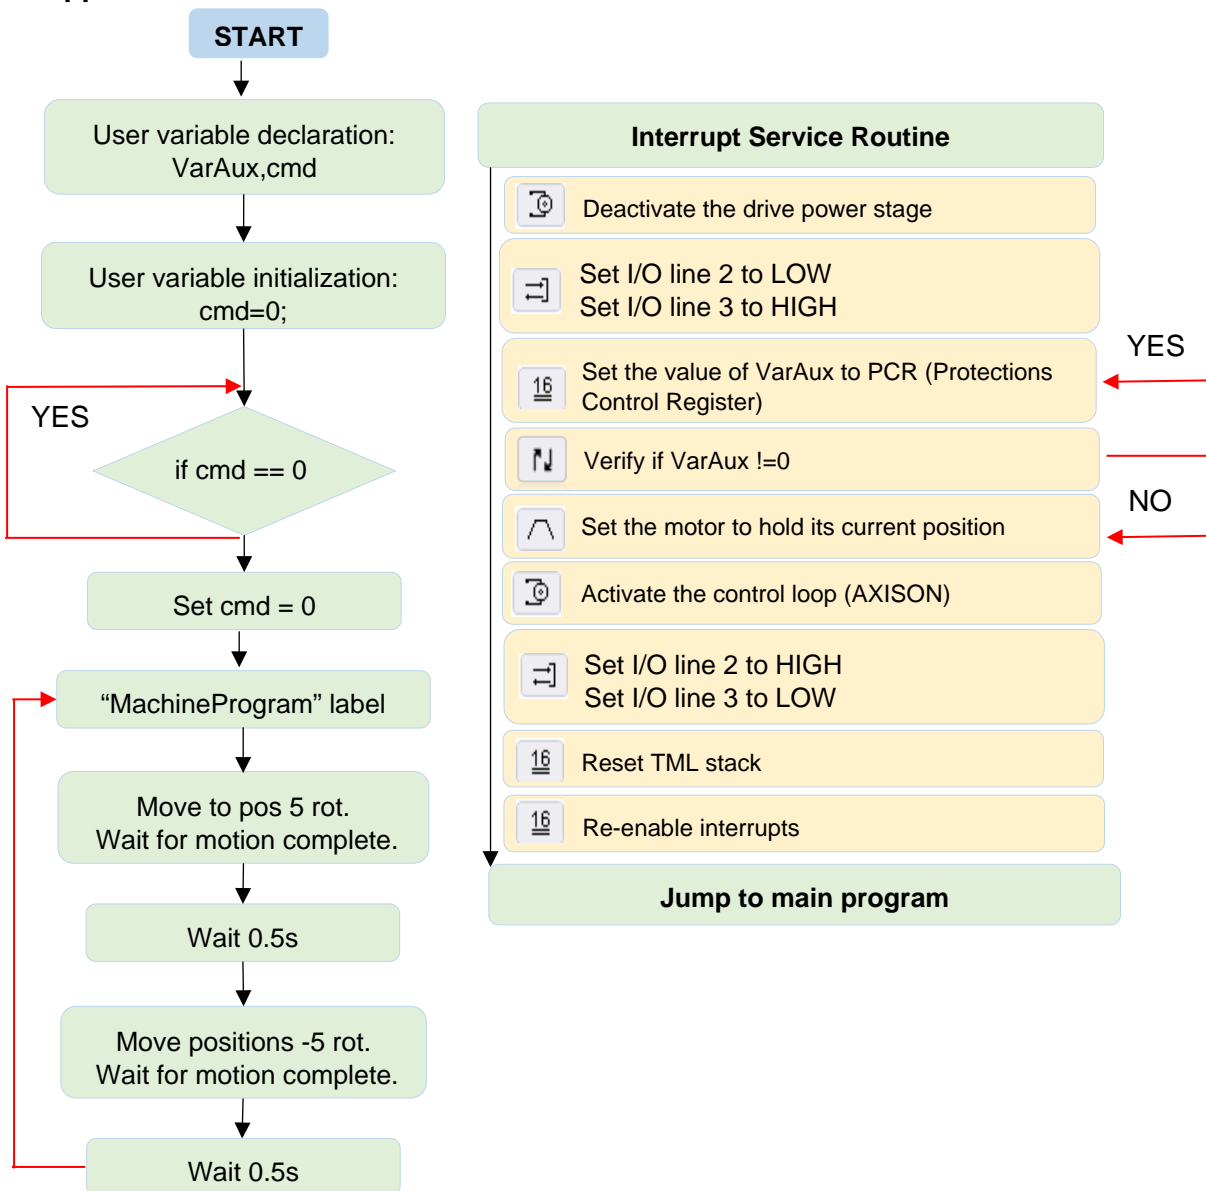 START
User variable declaration:
VarAux,cmd
User variable initialization:
cmd=0;
YES
if cmd == 0
Set cmd = 0
“MachineProgram” label
Move to pos 5 rot.
Wait for motion complete.
Wait 0.5s
Move positions -5 rot.
Wait for motion complete.
Wait 0.5s
Interrupt Service Routine
Deactivate the drive power stage
Set I/O line 2 to LOW
Set I/O line 3 to HIGH
YES
16
Set the value of VarAux to PCR (Protections
Control Register)
Verify if VarAux !=0
NO
Set the motor to hold its current position
Activate the control loop (AXISON)
Set I/O line 2 to HIGH
Set I/O line 3 to LOW
16
Reset TML stack
16
Re-enable interrupts
Jump to main program